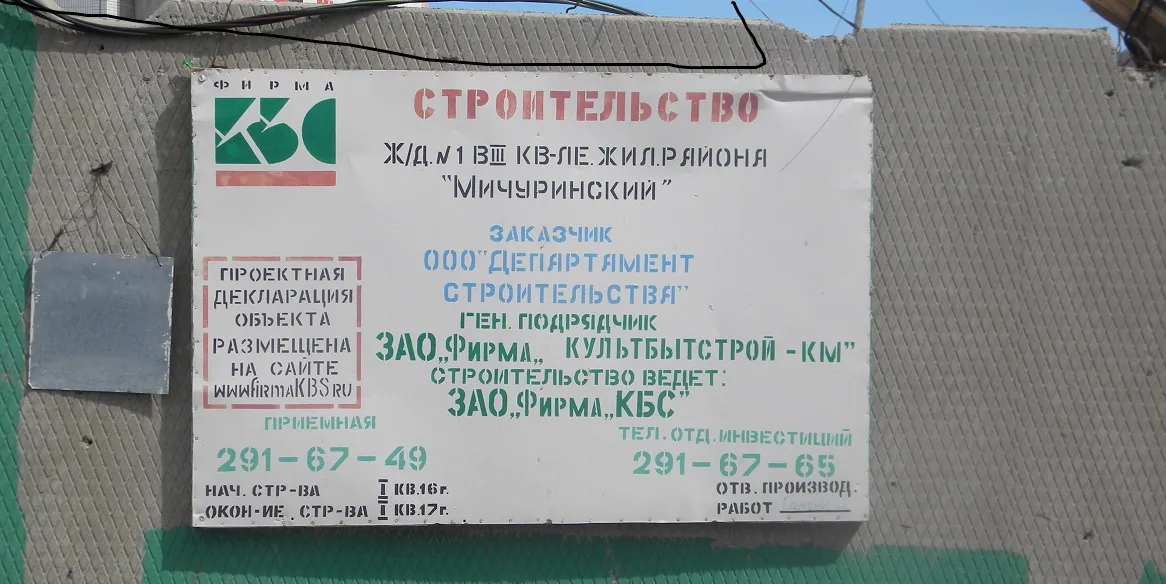 ФИРМА
КБС
СТРОИТЕЛЬСТВО
Ж/Д.№1 В III КВ-ЛЕ. ЖИЛ.РАЙОНА
"МИЧУРИНСКИЙ"
ЗАКАЗЧИК
ООО"ДЕПАРТАМЕНТ
СТРОИТЕЛЬСТВА"
ГЕН. ПОДРЯДЧИК
ЗАО„ФИРМА„ КУЛЬТБЫТСТРОЙ-КМ"
СТРОИТЕЛЬСТВО ВЕДЕТ:
ЗАО„ФИРМА„КБС"
ПРОЕКТНАЯ
ДЕКЛАРАЦИЯ
ОБЪЕКТА
РАЗМЕЩЕНА
НА САЙТЕ
www.firmaKBS.ru
ПРИЕМНАЯ
291-67-49
ТЕЛ.ОТД.ИНВЕСТИЦИЙ
291-67-65
НАЧ. СТР-ВА I КВ.16г.
ОКОН-ИЕ. СТР-ВА I КВ.17г.
ОТВ. ПРОИЗВОД.
РАБОТ